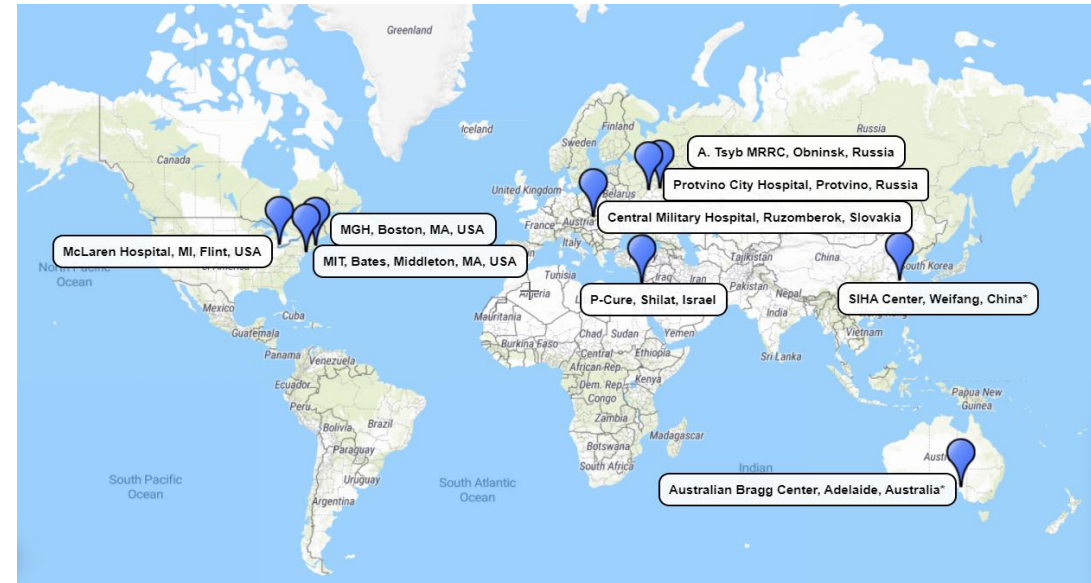 Greenland
Iceland
Finland
Sweden
Russia
Canada
A. Tsyb MRRC, Obninsk, Russia
Protvino City Hospital, Protvino, Russia
United Kingdom
Belarus
Central Military Hospital, Ruzomberok, Slovakia
France
Austria
Italy
MGH, Boston, MA, USA
McLaren Hospital, MI, Flint, USA
MIT, Bates, Middleton, MA, USA
Ocean
Tunisia
Algeria
Iraq
Iran
Tajikistan
China
South Korea
Pakistan
Nepal
India
P-Cure, Shilat, Israel
SIHA Center, Weifang, China*
Mexico
Cuba
Guatemala
Panama
Venezuela
Ecuador
Peru
Brazil
Bolivia
Paraguay
Uruguay
Argentina
Mauritania
Burkina Faso
Chad
Sudan
Yemen
Central
African Rep.
Ethiopia
Dem. Rep.
Congo
Kenya
Zambia
Botswana
South Africa
Madagascar
Sri Lanka
Vietnam
Papua New
Guinea
South Pacific
Ocean
South Atlantic
Ocean
Indian
Australian Bragg Center, Adelaide, Australia*